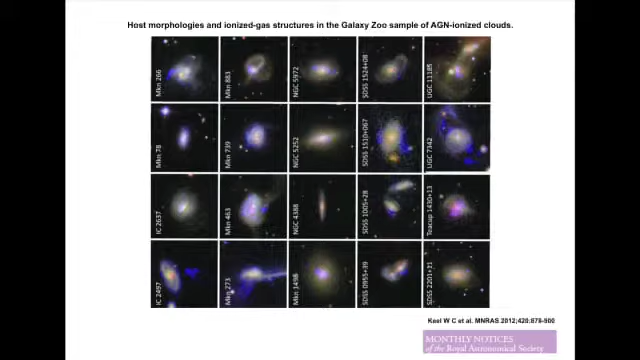 Host morphologies and ionized-gas structures in the Galaxy Zoo sample of AGN-ionized clouds.
Mkn 266
Mkn 883
NGC 5972
SDSS 1524+08
UGC 11185
Mkn 78
Mkn 739
NGC 5252
SDSS 1510+067
UGC 7342
IC 2637
Mkn 463
NGC 4388
SDSS 1005+28
Teacup 1430+13
IC 2497
Mkn 273
Mkn 1498
SDSS 0955+39
SDSS 2201+11
Keel W C et al. MNRAS 2012;420:878-900
MONTHLY NOTICES
of the Royal Astronomical Society